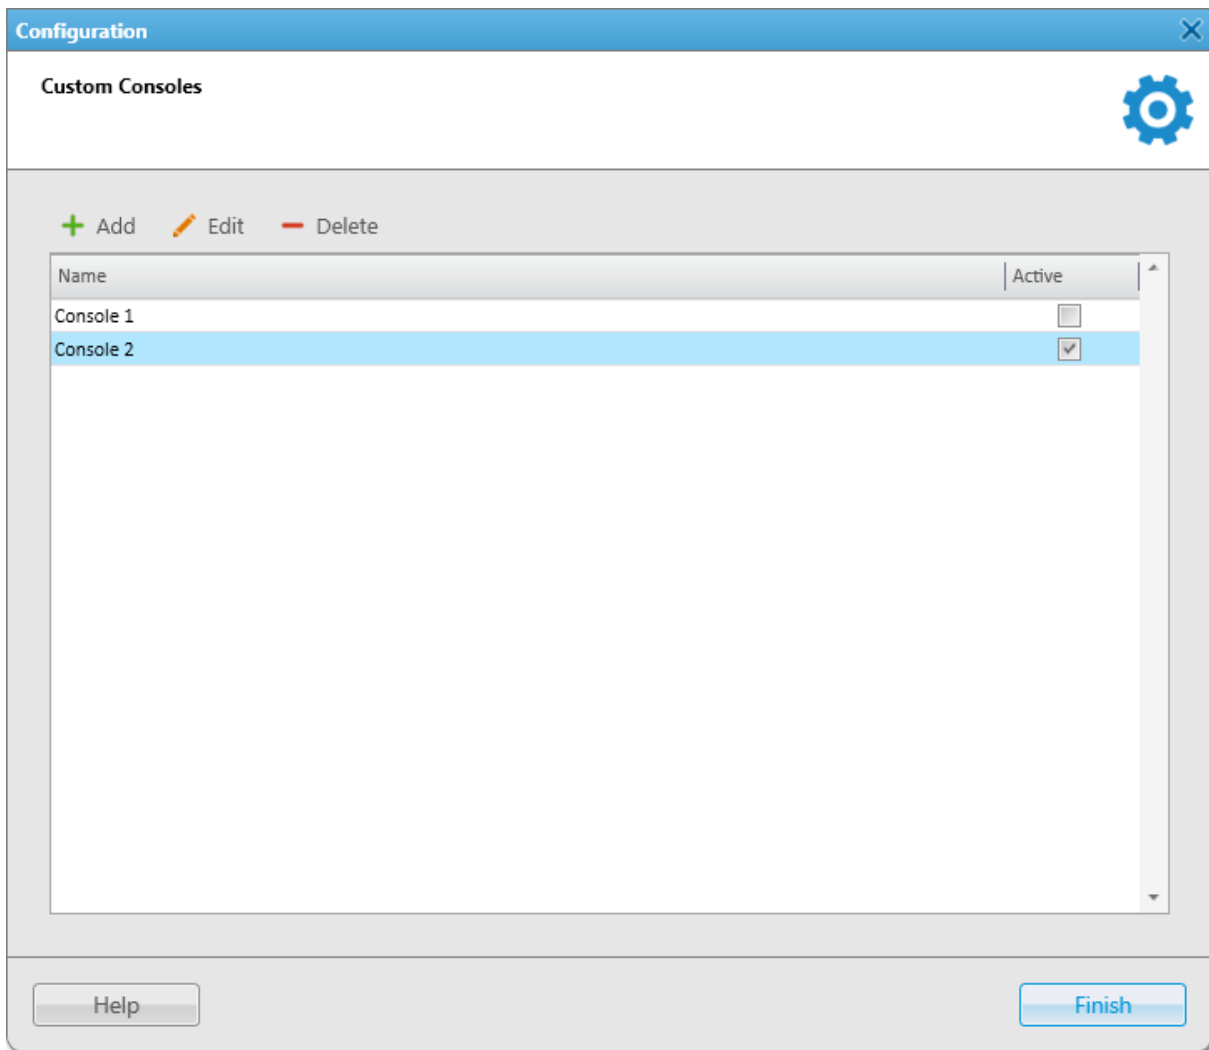 Configuration
Custom Consoles
Add Edit Delete
Name Active
Console 1
Console 2
Help Finish